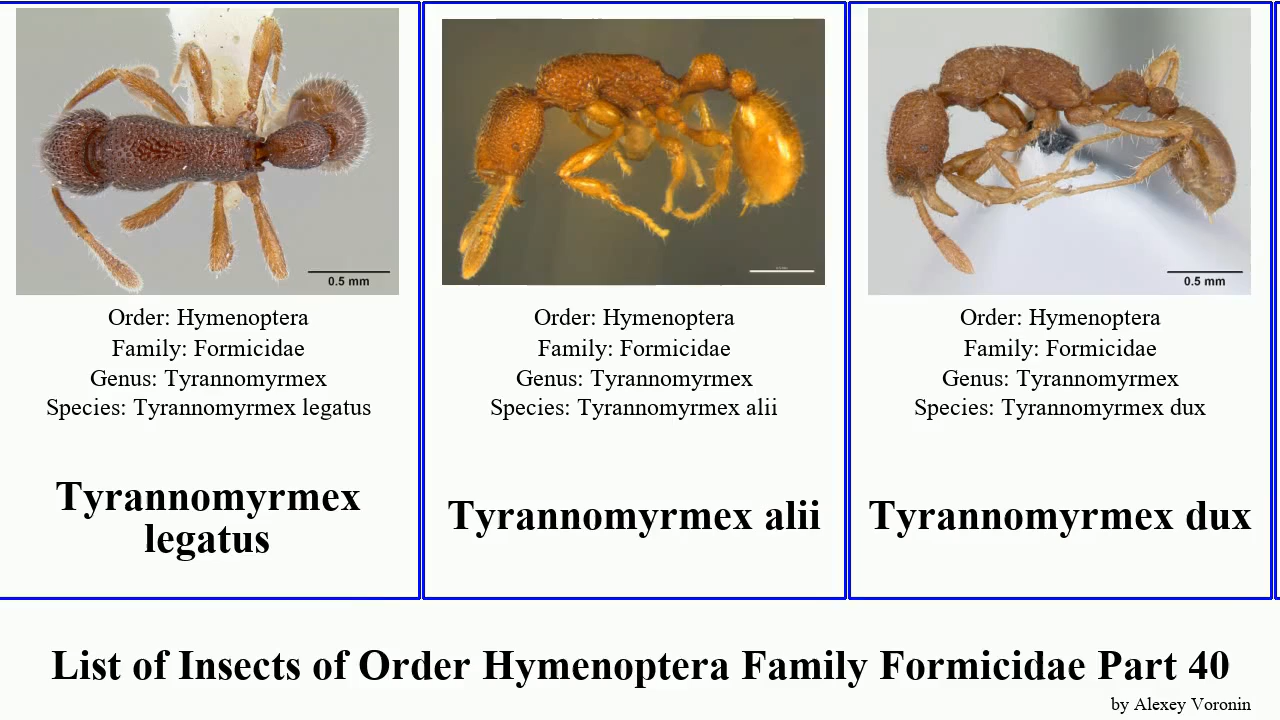 0.5 mm
Order: Hymenoptera
Family: Formicidae
Genus: Tyrannomyrmex
Species: Tyrannomyrmex legatus
Tyrannomyrmex
legatus
Order: Hymenoptera
Family: Formicidae
Genus: Tyrannomyrmex
Species: Tyrannomyrmex alii
Tyrannomyrmex alii
0.5 mm
Order: Hymenoptera
Family: Formicidae
Genus: Tyrannomyrmex
Species: Tyrannomyrmex dux
Tyrannomyrmex dux
List of Insects of Order Hymenoptera Family Formicidae Part 40
by Alexey Voronin